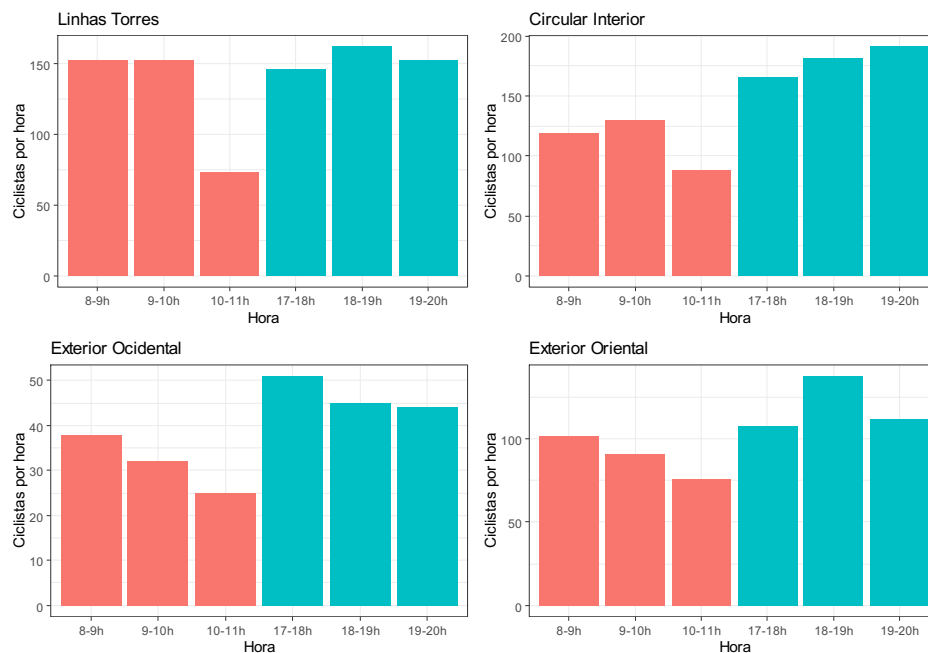 Linhas Torres
Ciclistas por hora
150
100
50
0
8-9h 9-10h 10-11h 17-18h 18-19h 19-20h
Hora
Circular Interior
Ciclistas por hora
200
150
100
50
0
8-9h 9-10h 10-11h 17-18h 18-19h 19-20h
Hora
Exterior Ocidental
Ciclistas por hora
50
40
30
20
10
0
8-9h 9-10h 10-11h 17-18h 18-19h 19-20h
Hora
Exterior Oriental
Ciclistas por hora
100
50
0
8-9h 9-10h 10-11h 17-18h 18-19h 19-20h
Hora